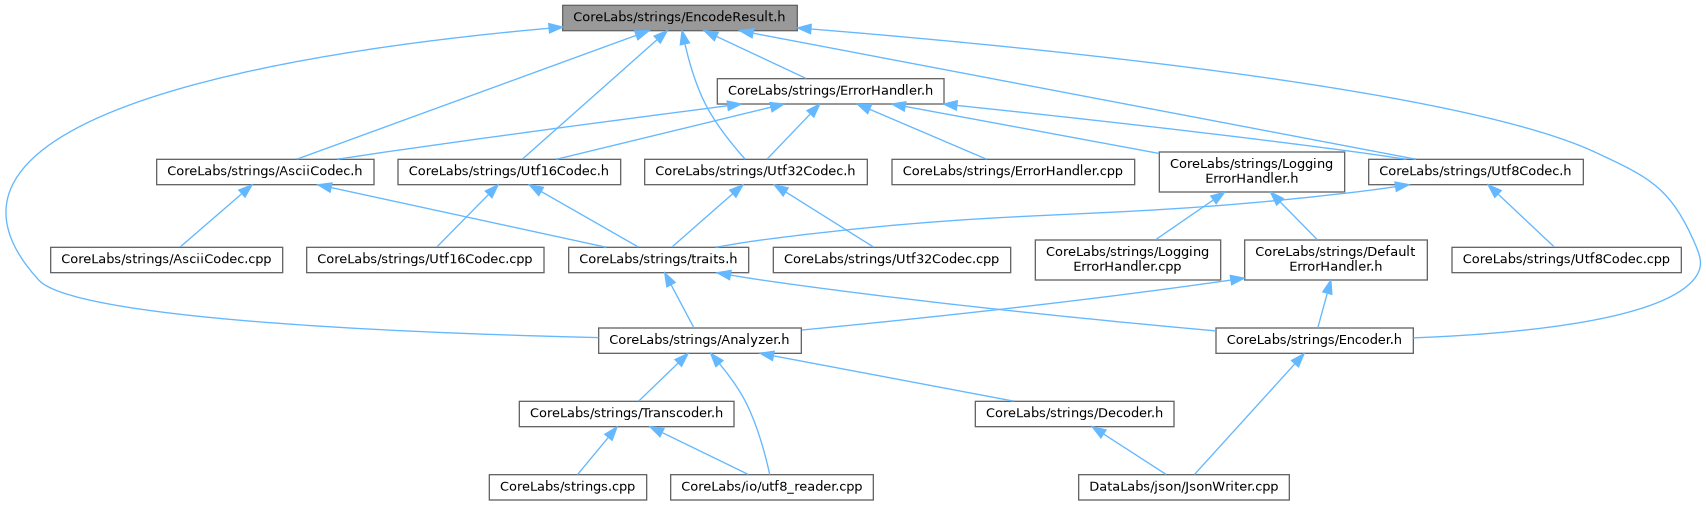 CoreLabs/strings/EncodeResult.h
CoreLabs/strings/ErrorHandler.h
CoreLabs/strings/AsciiCodec.h
CoreLabs/strings/Utf16Codec.h
CoreLabs/strings/Utf32Codec.h
CoreLabs/strings/ErrorHandler.cpp
CoreLabs/strings/Logging
ErrorHandler.h
CoreLabs/strings/Utf8Codec.h
CoreLabs/strings/AsciiCodec.cpp
CoreLabs/strings/Utf16Codec.cpp
CoreLabs/strings/traits.h
CoreLabs/strings/Utf32Codec.cpp
CoreLabs/strings/Logging
ErrorHandler.cpp
CoreLabs/strings/Default
ErrorHandler.h
CoreLabs/strings/Utf8Codec.cpp
CoreLabs/strings/Analyzer.h
CoreLabs/strings/Encoder.h
CoreLabs/strings/Transcoder.h
CoreLabs/strings/Decoder.h
CoreLabs/strings.cpp
CoreLabs/io/utf8_reader.cpp
DataLabs/json/JsonWriter.cpp